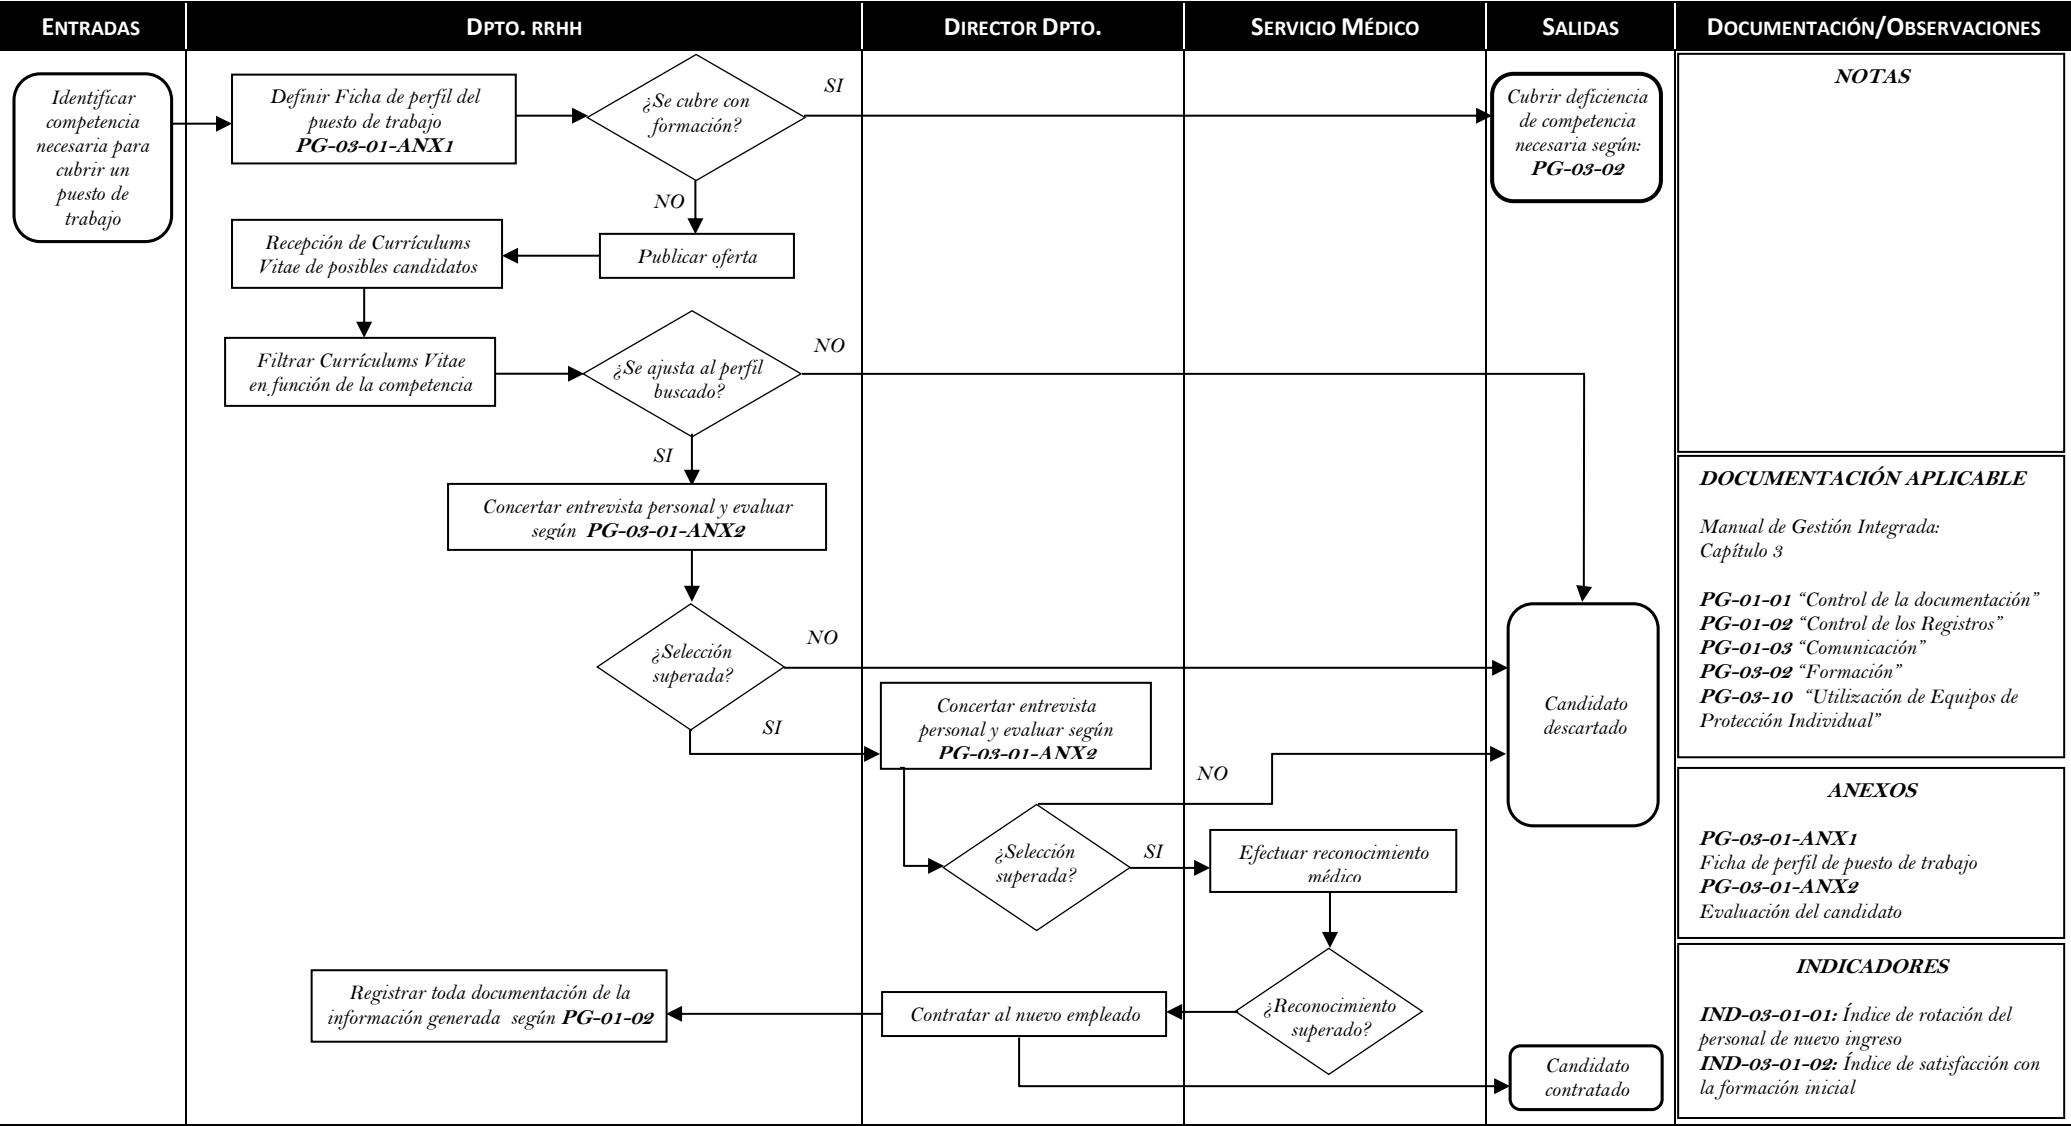 ENTRADAS
DPTO. RRHH
DIRECTOR DPTO.
SERVICIO MÉDICO
SALIDAS
DOCUMENTACIÓN/OBSERVACIONES
Identificar
competencia
necesaria para
cubrir un
puesto de
trabajo
Definir Ficha de perfil del
puesto de trabajo
PG-03-01-ANX1
¿Se cubre con
formación?
SI
Cubrir deficiencia
de competencia
necesaria según:
PG-03-02
NO
Publicar oferta
Recepción de Currículums
Vitae de posibles candidatos
Filtrar Currículums Vitae
en función de la competencia
¿Se ajusta al perfil
buscado?
NO
SI
Concertar entrevista personal y evaluar
según PG-03-01-ANX2
¿Selección
superada?
NO
SI
Concertar entrevista
personal y evaluar según
PG-03-01-ANX2
Candidato
descartado
NO
¿Selección
superada?
SI
Efectuar reconocimiento
médico
¿Reconocimiento
superado?
Contratar al nuevo empleado
Registrar toda documentación de la
información generada según PG-01-02
Candidato
contratado
NOTAS
DOCUMENTACIÓN APLICABLE
Manual de Gestión Integrada:
Capítulo 3
PG-01-01 “Control de la documentación”
PG-01-02 “Control de los Registros”
PG-01-03 “Comunicación”
PG-03-02 “Formación”
PG-03-10 “Utilización de Equipos de
Protección Individual”
ANEXOS
PG-03-01-ANX1
Ficha de perfil de puesto de trabajo
PG-03-01-ANX2
Evaluación del candidato
INDICADORES
IND-03-01-01: Índice de rotación del
personal de nuevo ingreso
IND-03-01-02: Índice de satisfacción con
la formación inicial